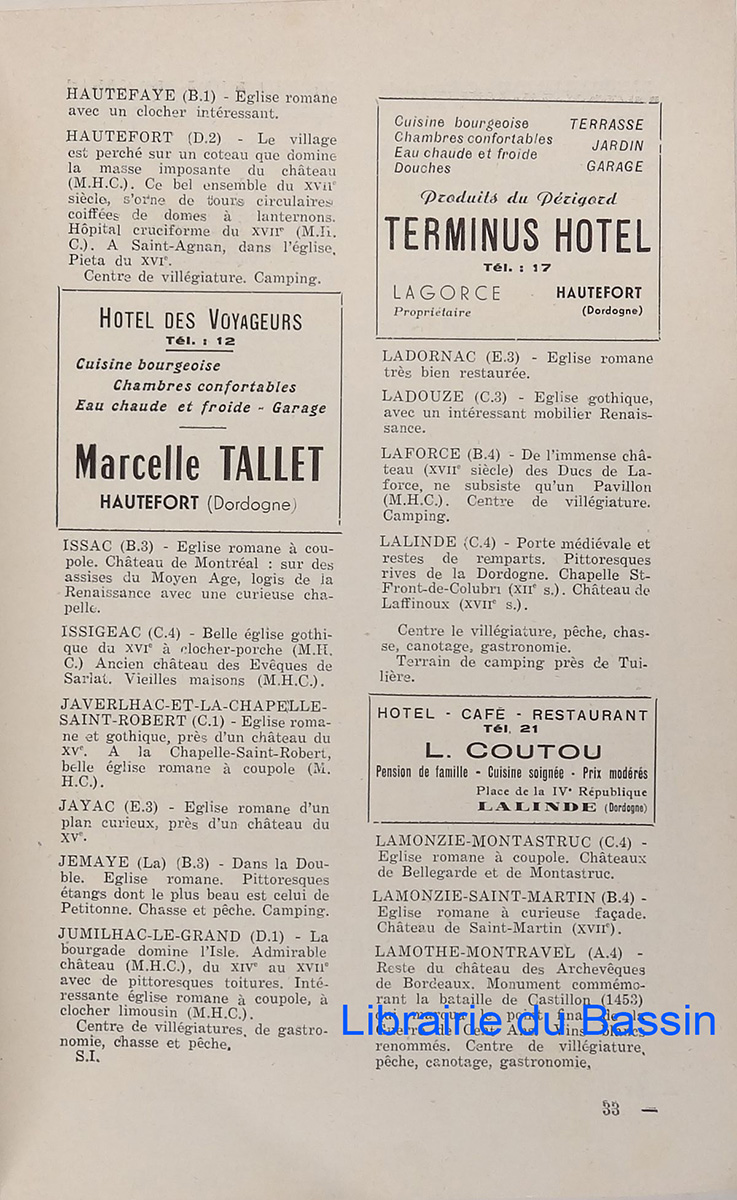 HAUTEFAYE (B.1) - Eglise romane
avec un clocher intéressant.
HAUTEFORT (D.2) - Le village
est perché sur un coteau que domine
la masse imposante du château
(M.H.C.). Ce bel ensemble du XVIIe
siècle, s'orne de tours circulaires
coiffées de domes à lanternons.
Hôpital cruciforme du XVIIe (M.H.
C.). A Saint-Agnan, dans l'église,
Pieta du XVIe.
Centre de villégiature. Camping.
HOTEL DES VOYAGEURS
Tél. : 12
Cuisine bourgeoise
Chambres confortables
Eau chaude et froide - Garage
Marcelle TALLET
HAUTEFORT (Dordogne)
ISSAC (B.3) - Eglise romane à cou-
pole. Château de Montréal : sur des
assises du Moyen Age, logis de la
Renaissance avec une curieuse cha-
pelle.
ISSIGEAC (C.4) - Belle église gothi-
que du XVIe à clocher-porche (M.H.
C.) Ancien château des Evêques de
Sarlat. Vieilles maisons (M.H.C.).
JAVERLHAC-ET-LA-CHAPELLE-
SAINT-ROBERT (C.1) - Eglise roma-
ne et gothique, près d'un château du
XVe. A la Chapelle-Saint-Robert,
belle église romane à coupole (M.
H.C.).
JAYAC (E.3) - Eglise romane d'un
plan curieux, près d'un château du
XVe.
JEMAYE (La) (B.3) - Dans la Dou-
ble. Eglise romane. Pittoresques
étangs dont le plus beau est celui de
Petitonne. Chasse et pêche. Camping.
JUMILHAC-LE-GRAND (D.1) - La
bourgade domine l'Isle. Admirable
château (M.H.C.), du XIVe au XVIIe
avec de pittoresques toitures. Inté-
ressante église romane à coupole, à
clocher limousin (M.H.C.).
Centre de villégiatures, de gastro-
nomie, chasse et pêche.
S.I.
Cuisine bourgeoise TERRASSE
Chambres confortables
Eau chaude et froide JARDIN
Douches GARAGE
Produits du Périgord
TERMINUS HOTEL
Tél. : 17
LAGORCE HAUTEFORT
Propriétaire (Dordogne)
LADORNAC (E.3) - Eglise romane
très bien restaurée.
LADOUZE (C.3) - Eglise gothique,
avec un intéressant mobilier Renais-
sance.
LAFORCE (B.4) - De l'immense châ-
teau (XVIIe siècle) des Ducs de La-
force, ne subsiste qu'un Pavillon
(M.H.C.). Centre de villégiature.
Camping.
LALINDE (C.4) - Porte médiévale et
restes de remparts. Pittoresques
rives de la Dordogne. Chapelle St-
Front-de-Colubri (XIIe s.). Château de
Laffinoux (XVIIe s.).
Centre le villégiature, pêche, chas-
se, canotage, gastronomie.
Terrain de camping près de Tui-
lière.
HOTEL - CAFÉ - RESTAURANT
Tél. 21
L. COUTOU
Pension de famille - Cuisine soignée - Prix modérés
Place de la IVe République
LALINDE (Dordogne)
LAMONZIE-MONTASTRUC (C.4) -
Eglise romane à coupole. Châteaux
de Bellegarde et de Montastruc.
LAMONZIE-SAINT-MARTIN (B.4) -
Eglise romane à curieuse façade.
Château de Saint-Martin (XVIIe).
LAMOTHE-MONTRAVEL (A.4) -
Reste du château des Archevêques
de Bordeaux. Monument commémo-
rant la bataille de Castillon (1453)
Librairie du Bassin
renommés. Centre de villégiature,
pêche, canotage, gastronomie,
33 —